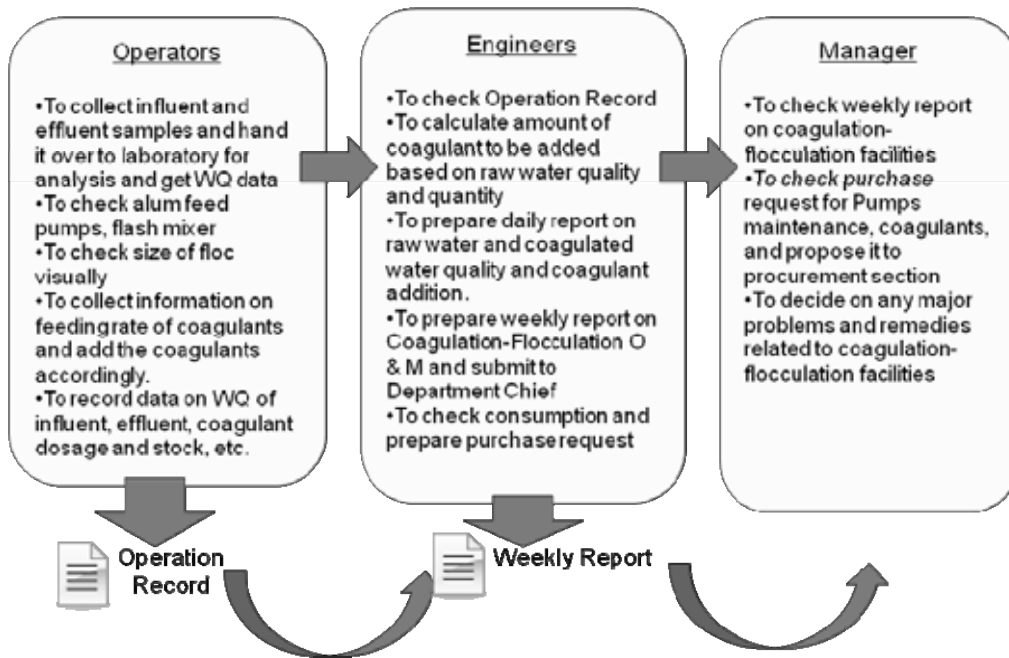 Operators
•To collect influent and
effluent samples and hand
it over to laboratory for
analysis and get WQ data
•To check alum feed
pumps, flash mixer
•To check size of floc
visually
•To collect information on
feeding rate of coagulants
and add the coagulants
accordingly.
•To record data on WQ of
influent, effluent, coagulant
dosage and stock, etc.
Engineers
•To check Operation Record
•To calculate amount of
coagulant to be added
based on raw water quality
and quantity
•To prepare daily report on
raw water and coagulated
water quality and coagulant
addition.
•To prepare weekly report on
Coagulation-Flocculation O
& M and submit to
Department Chief
•To check consumption and
prepare purchase request
Manager
•To check weekly report
on coagulation-
flocculation facilities
•To check purchase
request for Pumps
maintenance, coagulants,
and propose it to
procurement section
•To decide on any major
problems and remedies
related to coagulation-
flocculation facilities
Operation
Record
Weekly Report